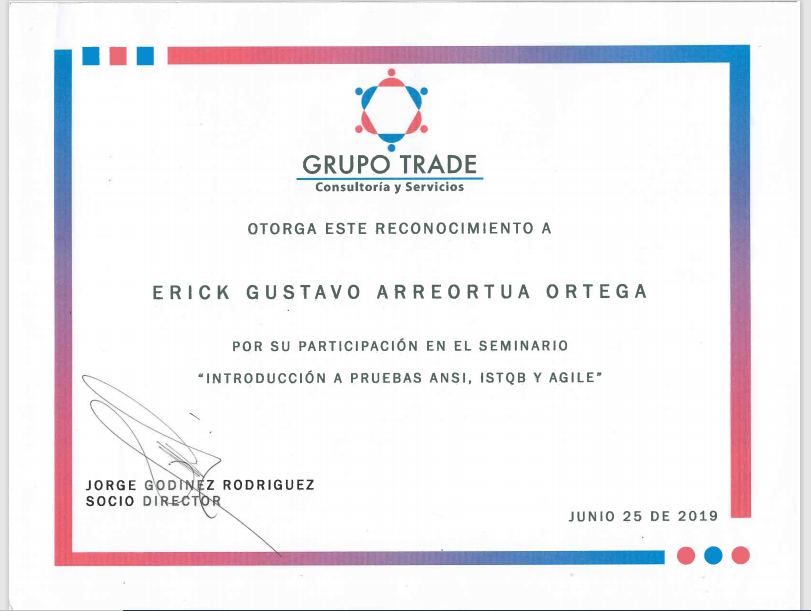 GRUPO TRADE
Consultoría y Servicios
OTORGA ESTE RECONOCIMIENTO A
ERICK GUSTAVO ARREORTUA ORTEGA
POR SU PARTICIPACIÓN EN EL SEMINARIO
“INTRODUCCIÓN A PRUEBAS ANSI, ISTQB Y AGILE”
JORGE GODINEZ RODRIGUEZ
SOCIO DIRECTOR
JUNIO 25 DE 2019